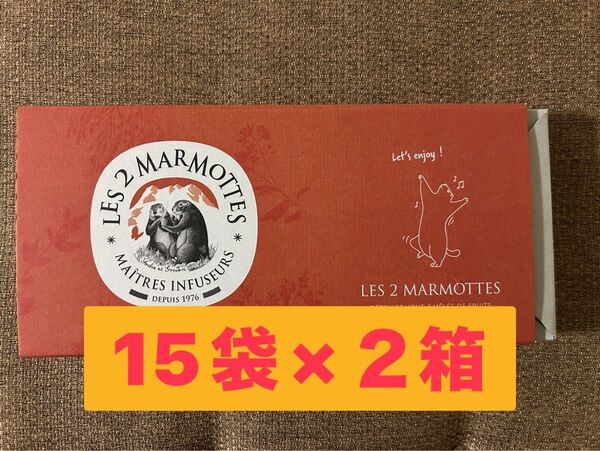 LES 2 MARMOTTES
MAÎTRES INFUSEURS
DEPUIS 1976
Let's enjoy !
LES 2 MARMOTTES
15袋×2箱